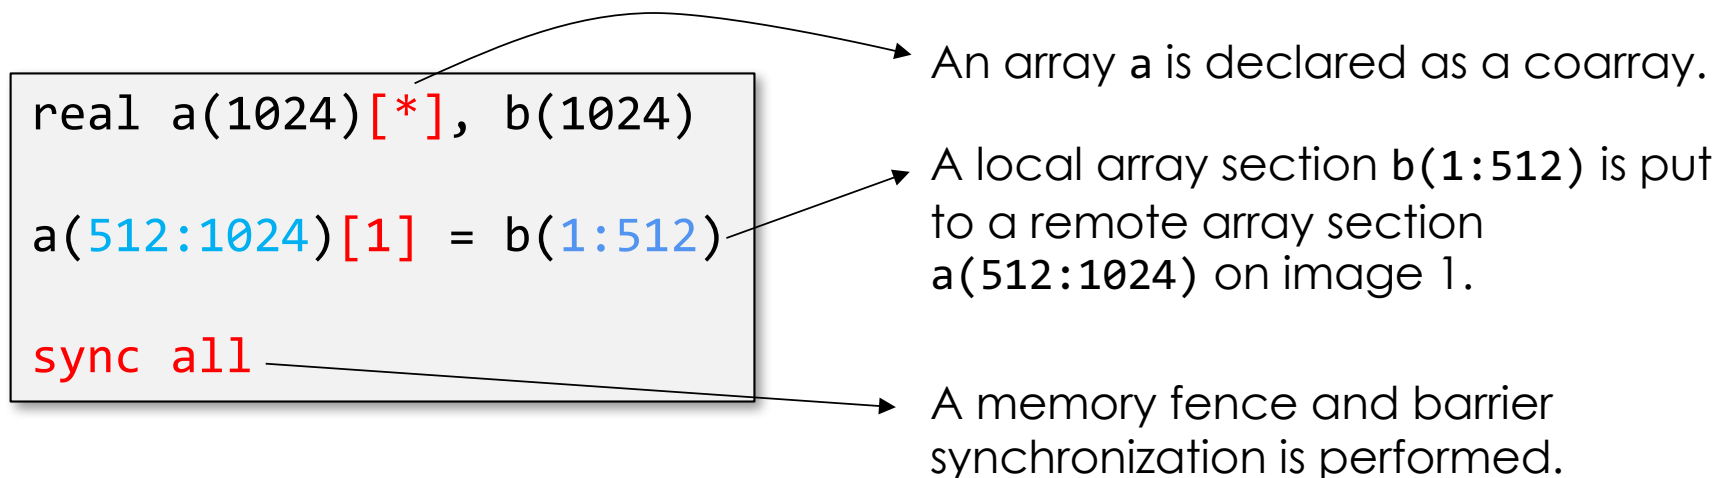 real a(1024)[*], b(1024)
a(512:1024)[1] = b(1:512)
sync all
An array a is declared as a coarray.
A local array section b(1:512) is put
to a remote array section
a(512:1024) on image 1.
A memory fence and barrier
synchronization is performed.